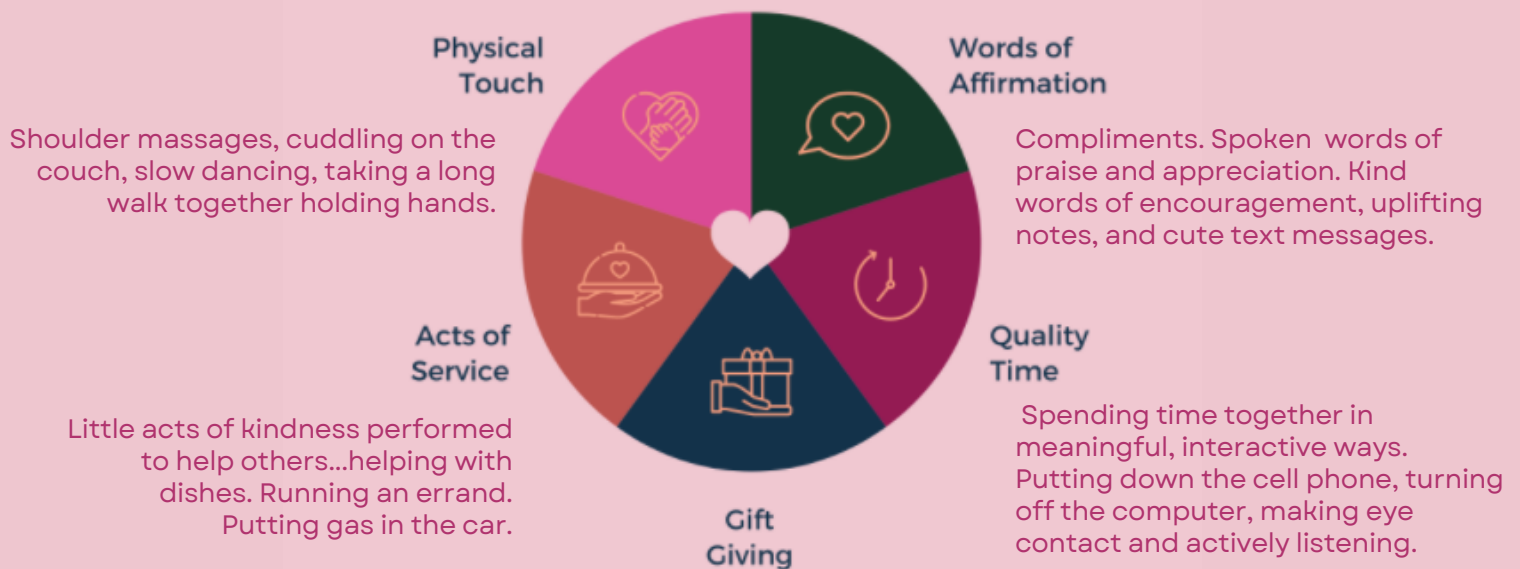 Physical
Touch
Shoulder massages, cuddling on the
couch, slow dancing, taking a long
walk together holding hands.
Words of
Affirmation
Compliments. Spoken words of
praise and appreciation. Kind
words of encouragement, uplifting
notes, and cute text messages.
Acts of
Service
Little acts of kindness performed
to help others...helping with
dishes. Running an errand.
Putting gas in the car.
Quality
Time
Spending time together in
meaningful, interactive ways.
Putting down the cell phone, turning
off the computer, making eye
contact and actively listening.
Gift
Giving